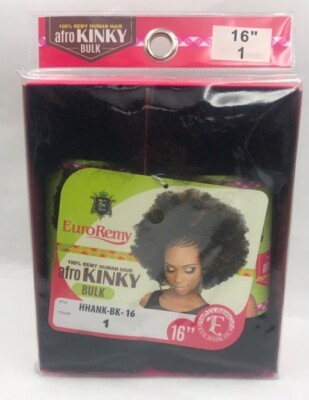 100% REMY HUMAN HAIR
afro KINKY
BULK
16"
1
EuroRemy
100% REMY HUMAN HAIR
afro KINKY
BULK
HHANK-BK-16
1
16"
E